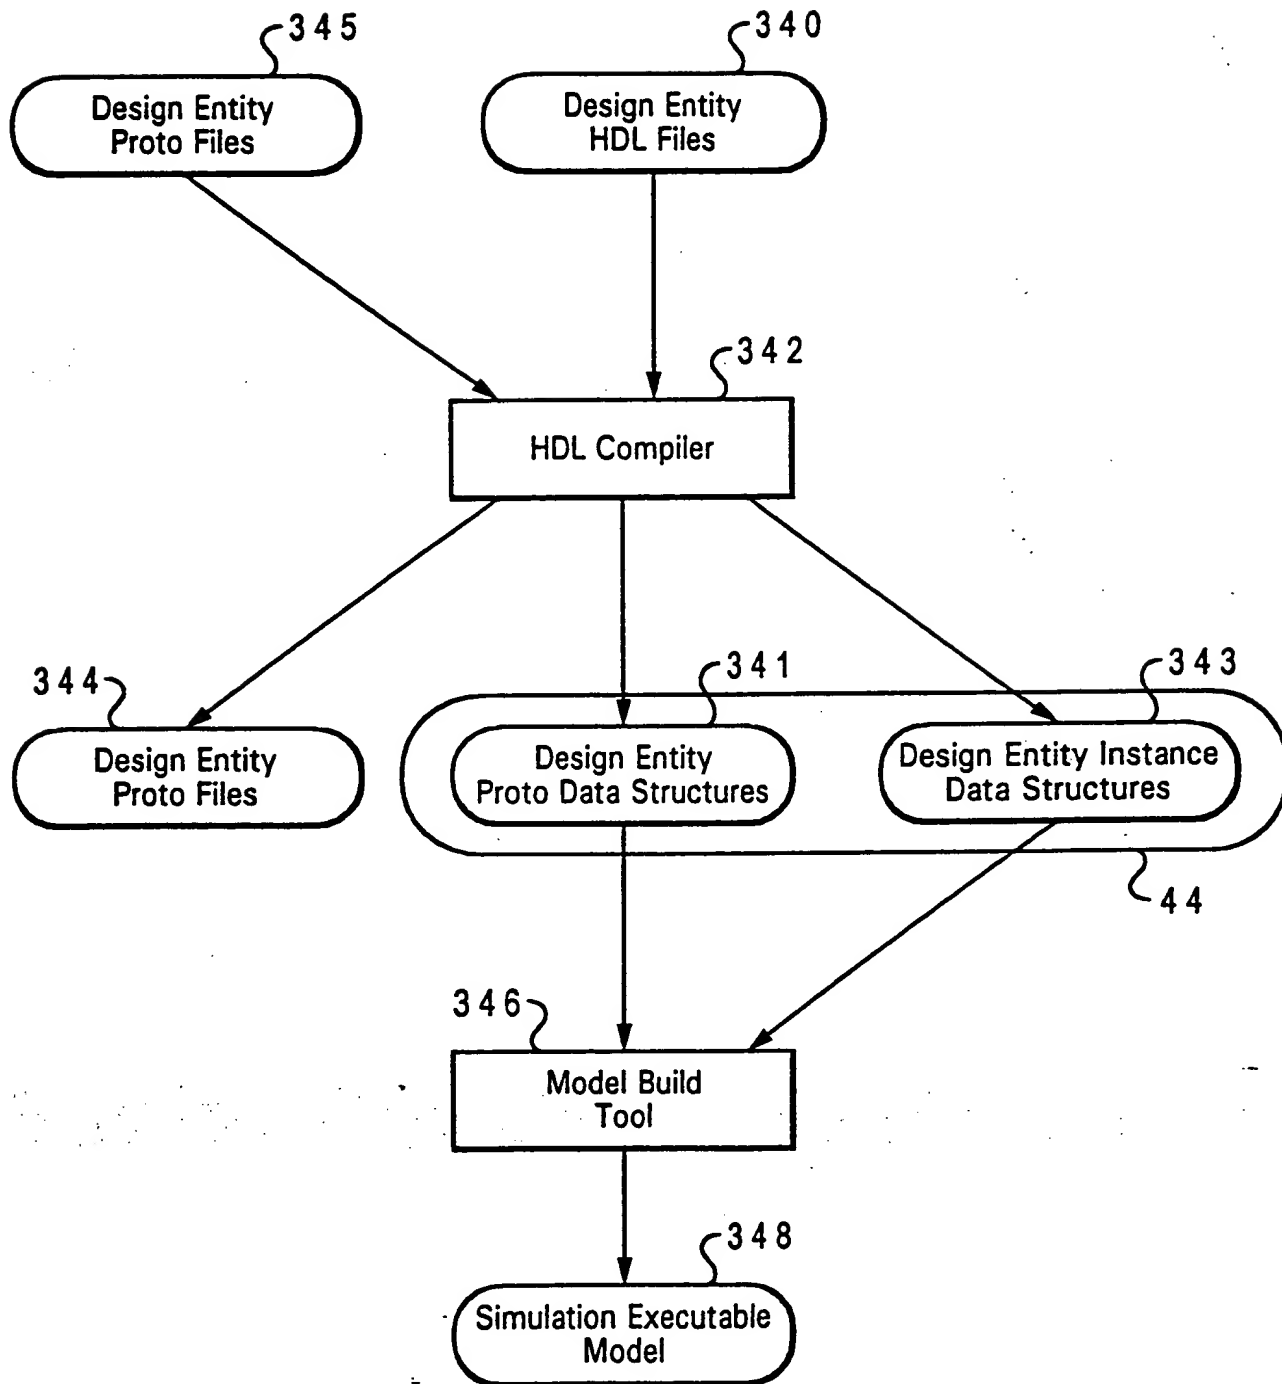 345
340
Design Entity
Proto Files
Design Entity
HDL Files
342
HDL Compiler
344
341
343
Design Entity
Proto Files
Design Entity
Proto Data Structures
Design Entity Instance
Data Structures
44
346
Model Build
Tool
348
Simulation Executable
Model